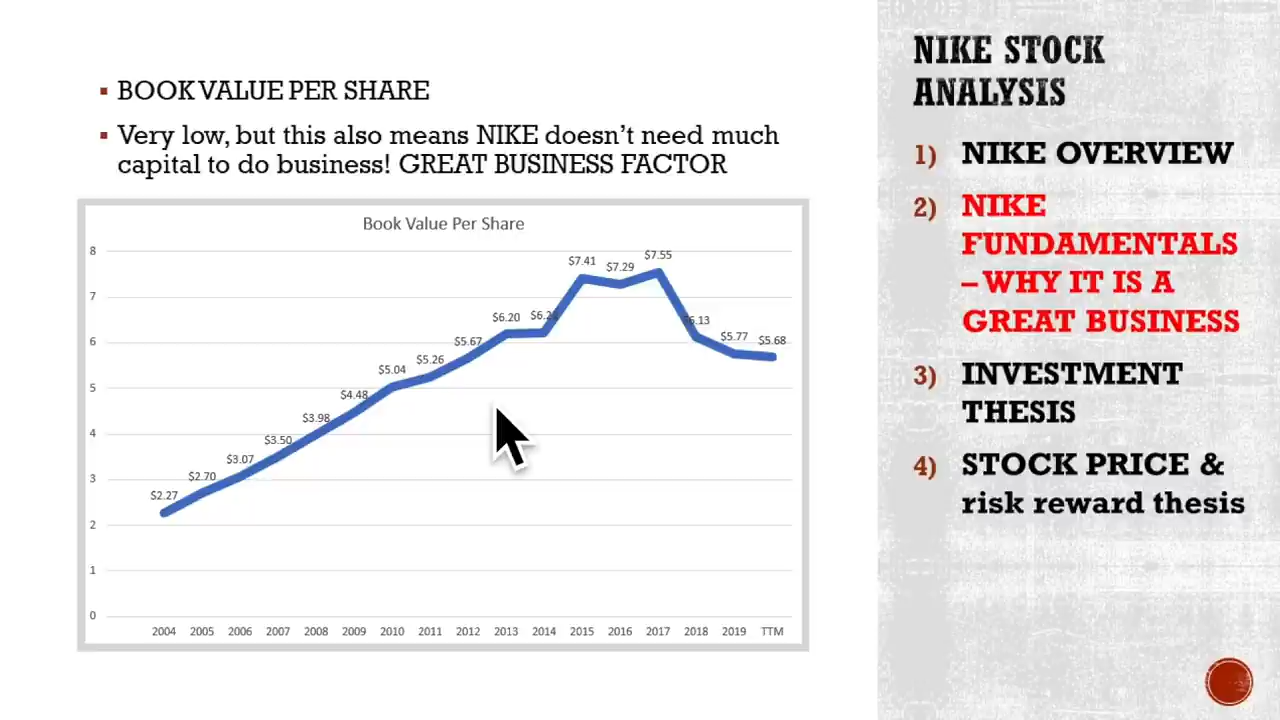 BOOK VALUE PER SHARE
Very low, but this also means NIKE doesn't need much
capital to do business! GREAT BUSINESS FACTOR
Book Value Per Share
8
7
6
5
4
3
2
1
0
$2.27
$2.70
$3.07
$3.50
$3.98
$4.48
$5.04
$5.26
$5.67
$6.20
$7.41
$7.29
$7.55
$6.13
$5.77
$5.68
2004 2005 2006 2007 2008 2009 2010 2011 2012 2013 2014 2015 2016 2017 2018 2019 TTM
NIKE STOCK
ANALYSIS
1) NIKE OVERVIEW
2) NIKE
FUNDAMENTALS
– WHY IT IS A
GREAT BUSINESS
3) INVESTMENT
THESIS
4) STOCK PRICE &
risk reward thesis